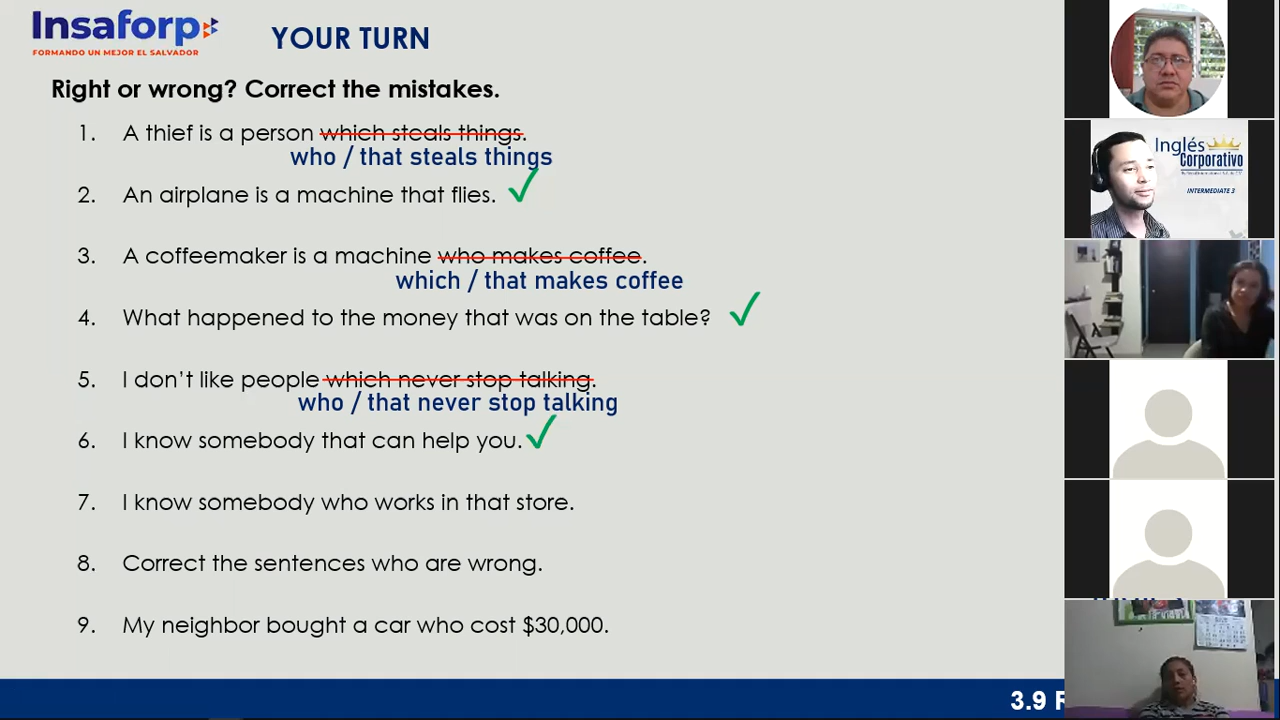 Insaforp
FORMANDO UN MEJOR EL SALVADOR
YOUR TURN
Right or wrong? Correct the mistakes.
1. A thief is a person which steals things.
who / that steals things
2. An airplane is a machine that flies. ✓
3. A coffeemaker is a machine who makes coffee.
which / that makes coffee
4. What happened to the money that was on the table? ✓
5. I don't like people which never stop talking.
who / that never stop talking
6. I know somebody that can help you. ✓
7. I know somebody who works in that store.
8. Correct the sentences who are wrong.
9. My neighbor bought a car who cost $30,000.
3.9
Inglés
Corporativo
INTERMEDIATE 3